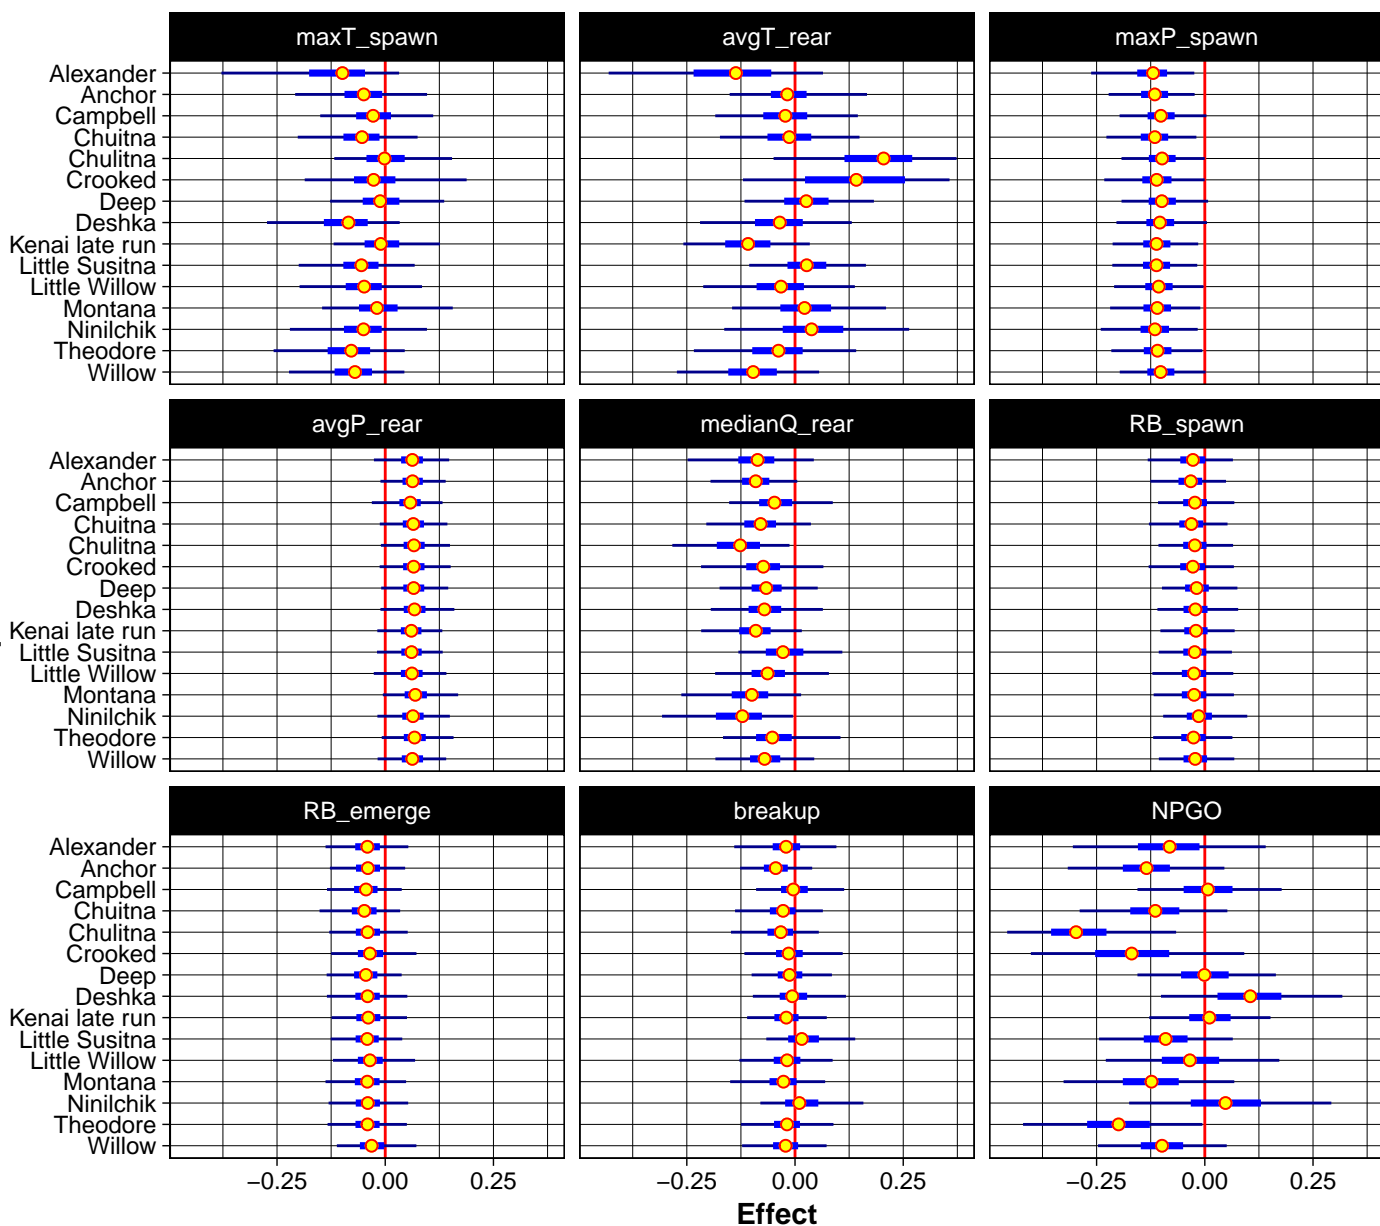 maxT_spawn
avgT_rear
maxP_spawn
Alexander
Anchor
Campbell
Chuitna
Chulitna
Crooked
Deep
Deshka
Kenai late run
Little Susitna
Little Willow
Montana
Ninilchik
Theodore
Willow
avgP_rear
medianQ_rear
RB_spawn
Alexander
Anchor
Campbell
Chuitna
Chulitna
Crooked
Deep
Deshka
Kenai late run
Little Susitna
Little Willow
Montana
Ninilchik
Theodore
Willow
RB_emerge
breakup
NPGO
Alexander
Anchor
Campbell
Chuitna
Chulitna
Crooked
Deep
Deshka
Kenai late run
Little Susitna
Little Willow
Montana
Ninilchik
Theodore
Willow
−0.25 0.00 0.25 −0.25 0.00 0.25 −0.25 0.00 0.25
Effect